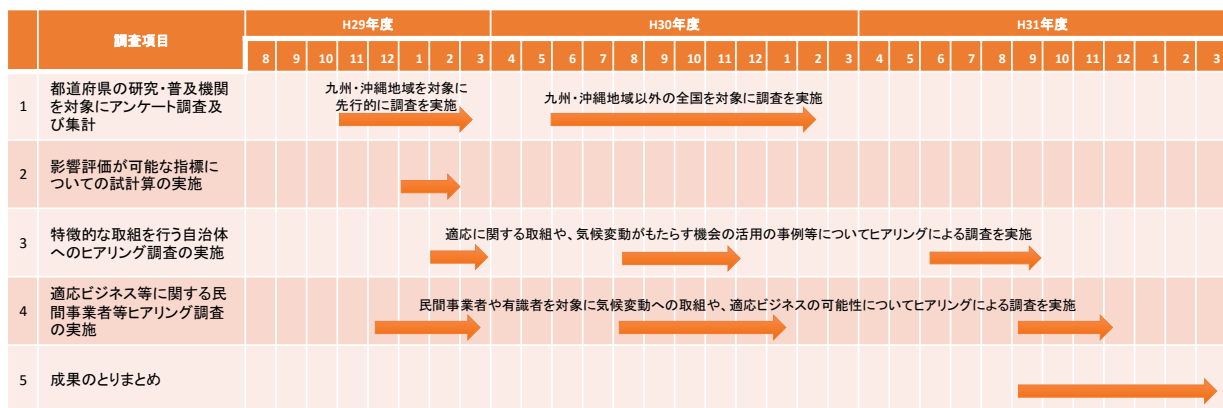 調査項目
H29年度
H30年度
H31年度
8 9 10 11 12 1 2 3 4 5 6 7 8 9 10 11 12 1 2 3 4 5 6 7 8 9 10 11 12 1 2 3
1
都道府県の研究・普及機関
を対象にアンケート調査及
び集計
九州・沖縄地域を対象に
先行的に調査を実施
九州・沖縄地域以外の全国を対象に調査を実施
2
影響評価が可能な指標に
ついての試計算の実施
3
特徴的な取組を行う自治体
へのヒアリング調査の実施
適応に関する取組や、気候変動がもたらす機会の活用の事例等についてヒアリングによる調査を実施
4
適応ビジネス等に関する民
間事業者等ヒアリング調査
の実施
民間事業者や有識者を対象に気候変動への取組や、適応ビジネスの可能性についてヒアリングによる調査を実施
5
成果のとりまとめ